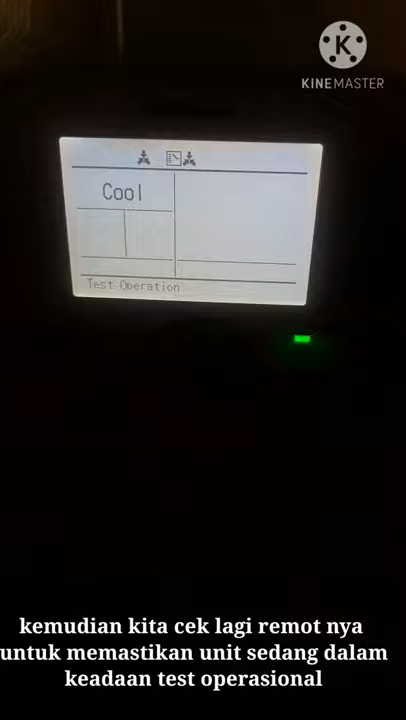 K
KINEMASTER
Cool
Test Operation
kemudian kita cek lagi remot nya
untuk memastikan unit sedang dalam
keadaan test operasional